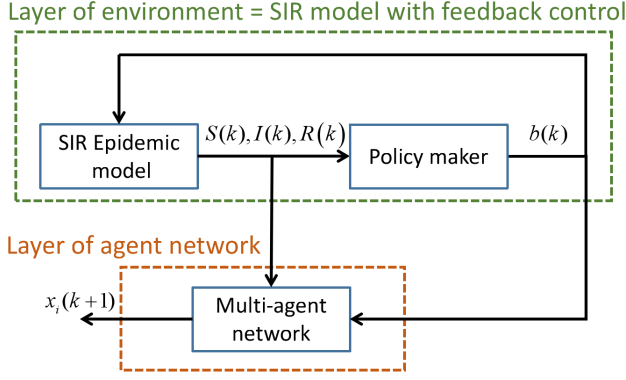 Layer of environment = SIR model with feedback control
SIR Epidemic
model
S(k), I(k), R(k)
Policy maker
b(k)
Layer of agent network
x_i(k+1)
Multi-agent
network